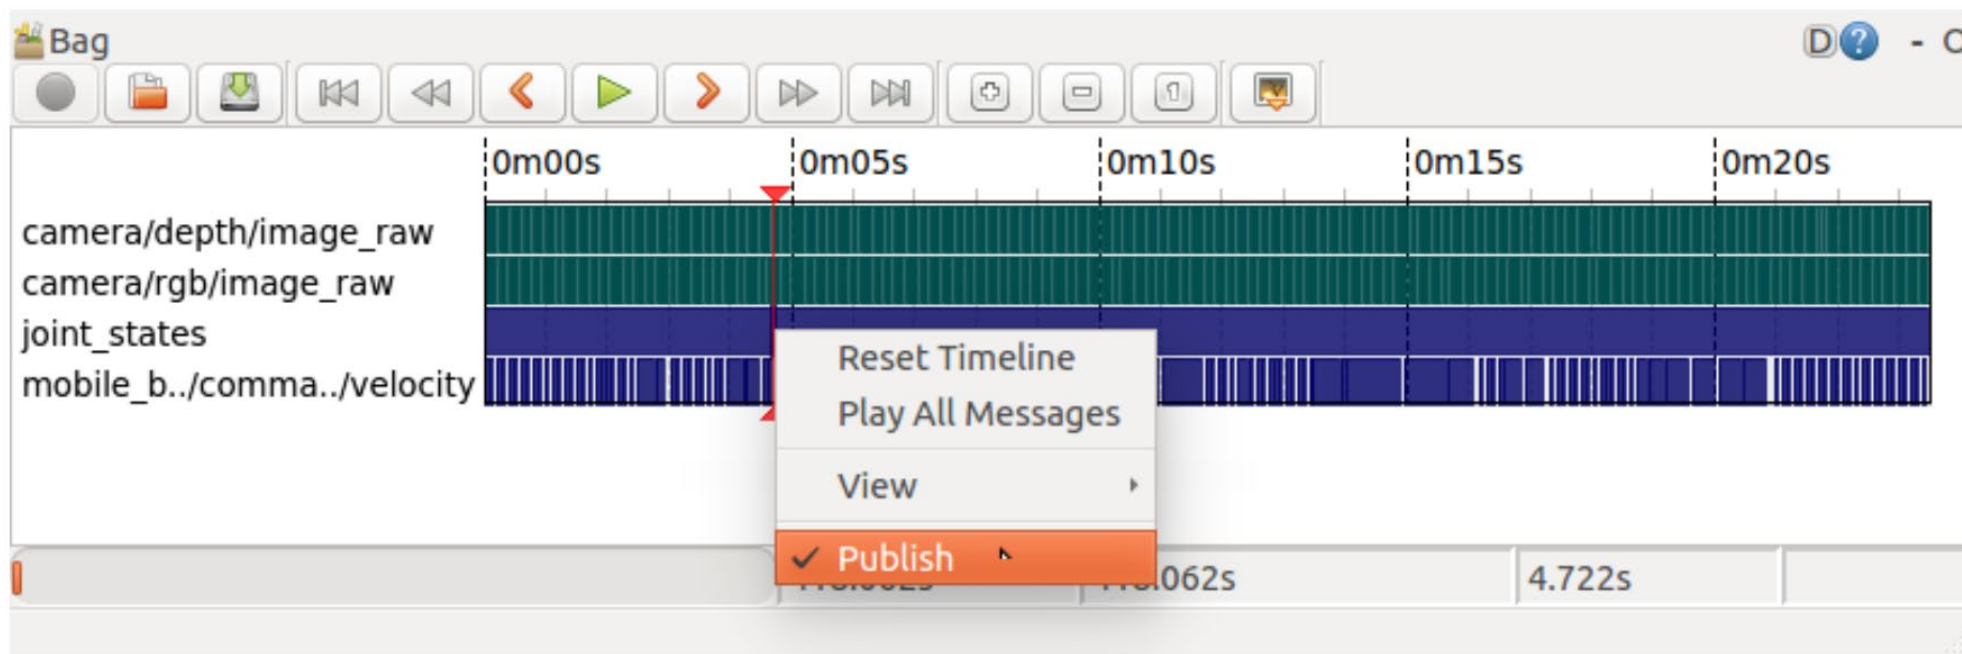 Bag D ? - O
0m00s 0m05s 0m10s 0m15s 0m20s
camera/depth/image_raw
camera/rgb/image_raw
joint_states
mobile_b../comma../velocity
Reset Timeline
Play All Messages
View
Publish
4.722s